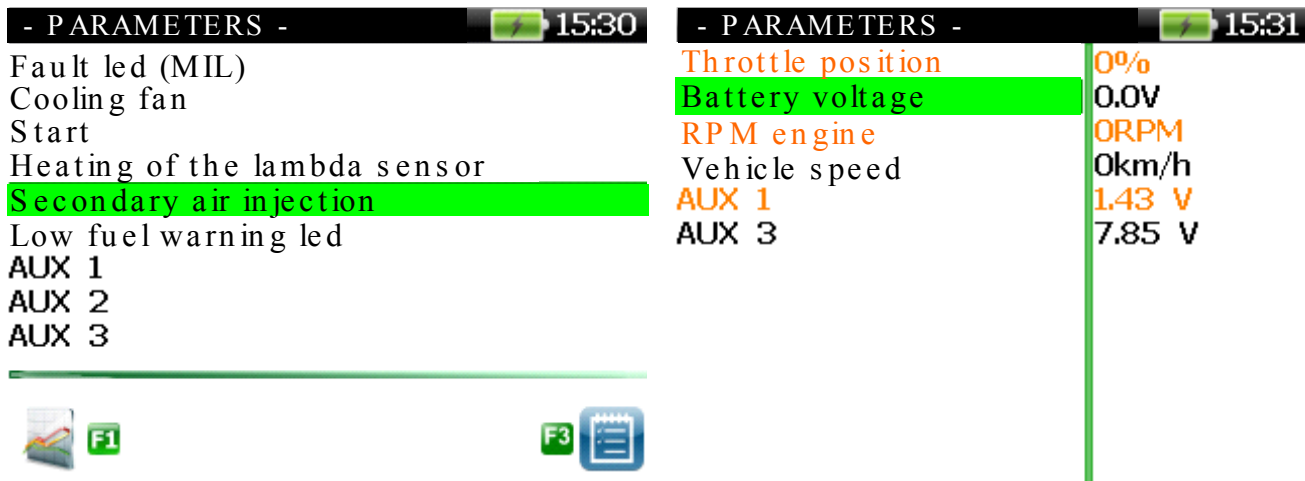 - PARAMETERS -
15:30
Fault led (MIL)
Cooling fan
Start
Heating of the lambda sensor
Secondary air injection
Low fuel warning led
AUX 1
AUX 2
AUX 3
F1
F3
- PARAMETERS -
15:31
Throttle position 0%
Battery voltage 0.0V
RPM engine 0RPM
Vehicle speed 0km/h
AUX 1 1.43 V
AUX 3 7.85 V